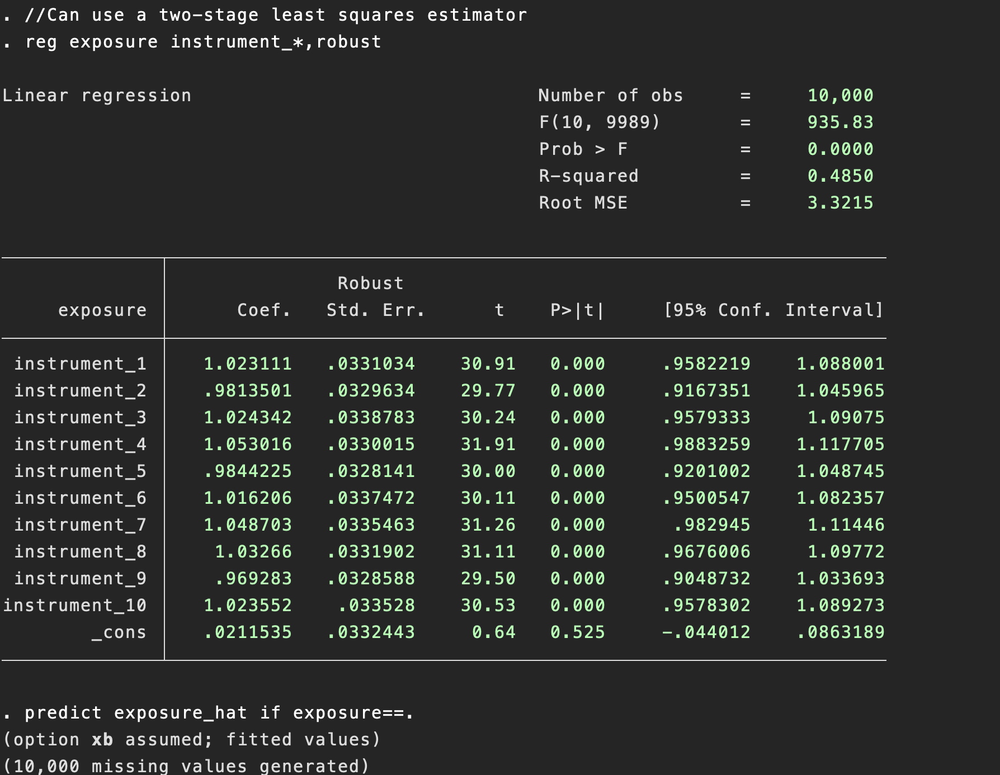 . //Can use a two-stage least squares estimator
. reg exposure instrument_*,robust
Linear regression Number of obs = 10,000
F(10, 9989) = 935.83
Prob > F = 0.0000
R-squared = 0.4850
Root MSE = 3.3215
Robust
exposure Coef. Std. Err. t P>|t| [95% Conf. Interval]
instrument_1 1.023111 .0331034 30.91 0.000 .9582219 1.088001
instrument_2 .9813501 .0329634 29.77 0.000 .9167351 1.045965
instrument_3 1.024342 .0338783 30.24 0.000 .9579333 1.09075
instrument_4 1.053016 .0330015 31.91 0.000 .9883259 1.117705
instrument_5 .9844225 .0328141 30.00 0.000 .9201002 1.048745
instrument_6 1.016206 .0337472 30.11 0.000 .9500547 1.082357
instrument_7 1.048703 .0335463 31.26 0.000 .982945 1.11446
instrument_8 1.03266 .0331902 31.11 0.000 .9676006 1.09772
instrument_9 .969283 .0328588 29.50 0.000 .9048732 1.033693
instrument_10 1.023552 .033528 30.53 0.000 .9578302 1.089273
_cons .0211535 .0332443 0.64 0.525 -.044012 .0863189
. predict exposure_hat if exposure==.
(option xb assumed; fitted values)
(10,000 missing values generated)